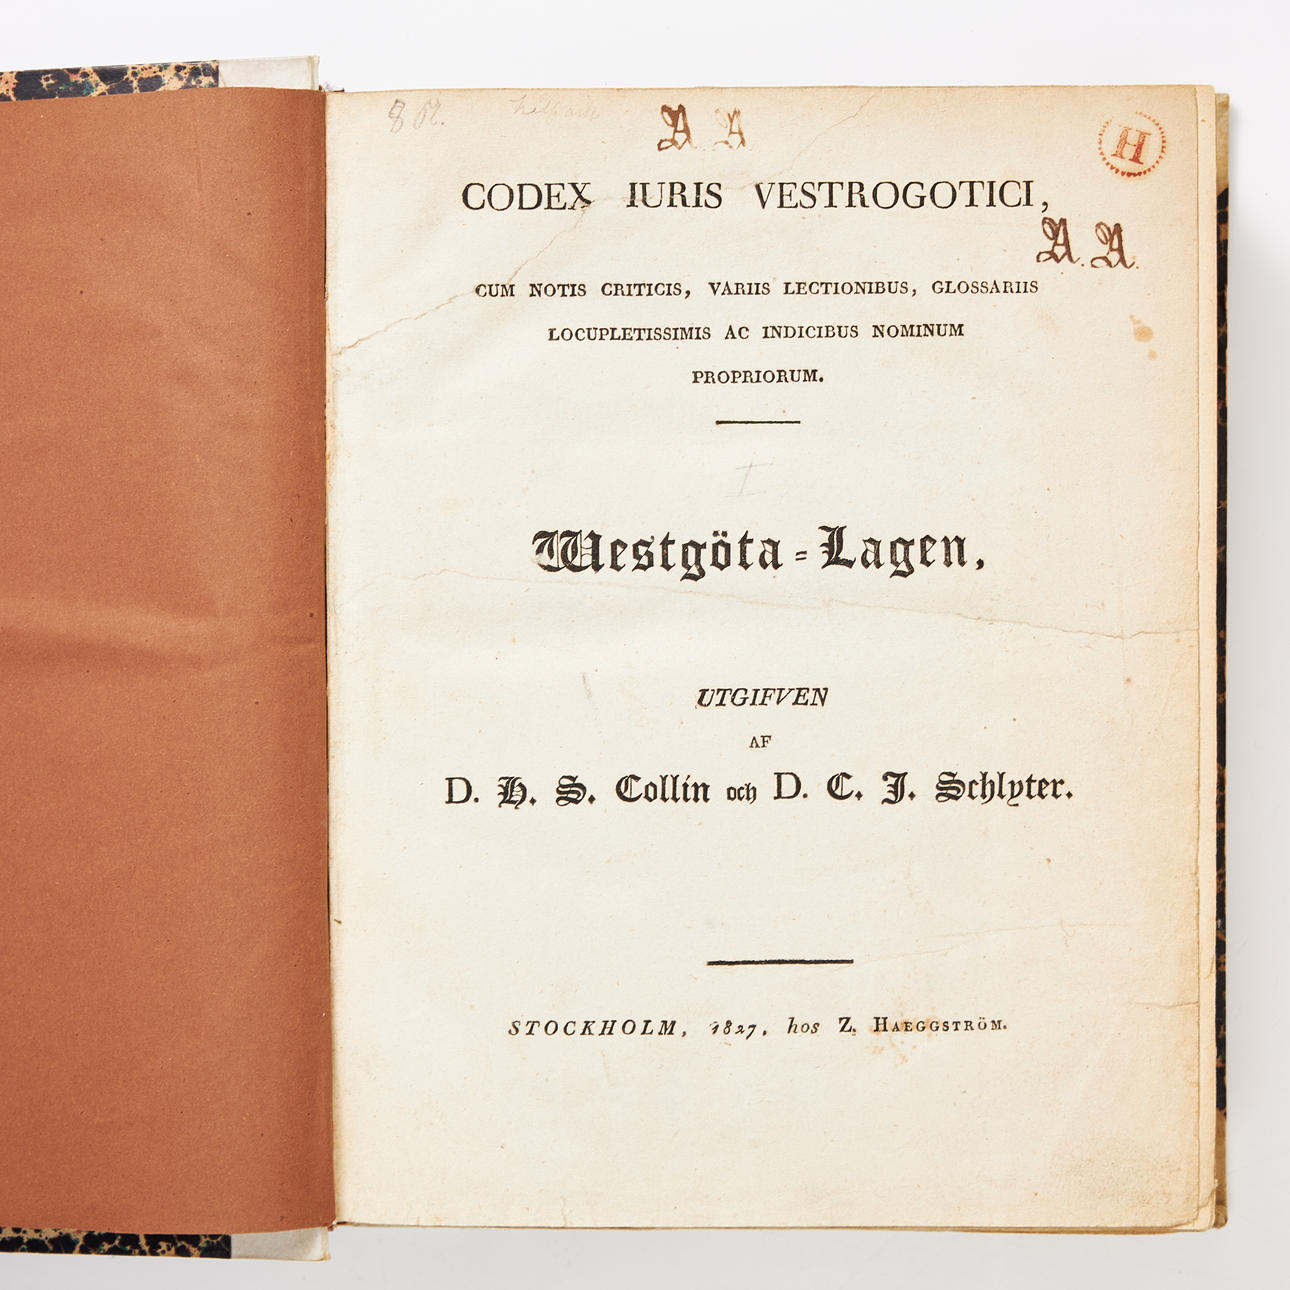 A A
H
CODEX IURIS VESTROGOTICI,
A. A.
CUM NOTIS CRITICIS, VARIIS LECTIONIBUS, GLOSSARIIS
LOCUPLETISSIMIS AC INDICIBUS NOMINUM
PROPRIORUM.
I
Westgöta-Lagen,
UTGIFVEN
AF
D. H. S. Collin och D. C. J. Schlyter.
STOCKHOLM, 1827, hos Z. HAEGGSTRÖM.